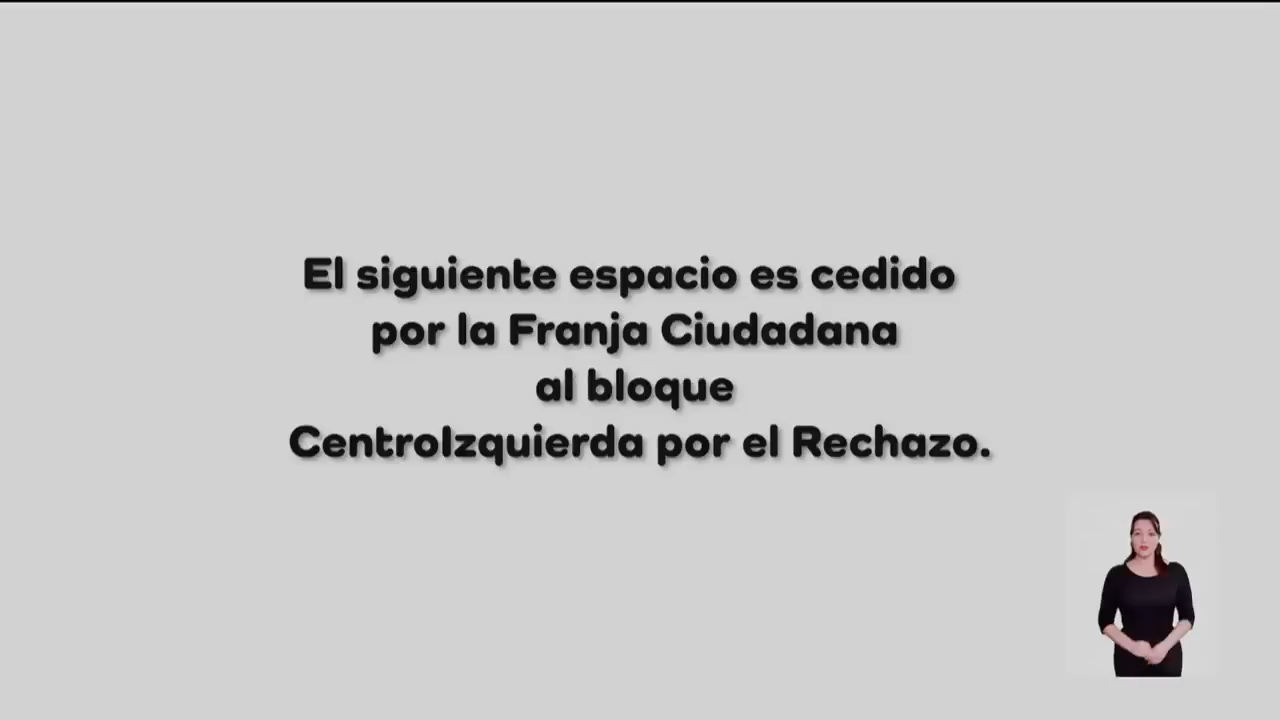 El siguiente espacio es cedido
por la Franja Ciudadana
al bloque
CentroIzquierda por el Rechazo.